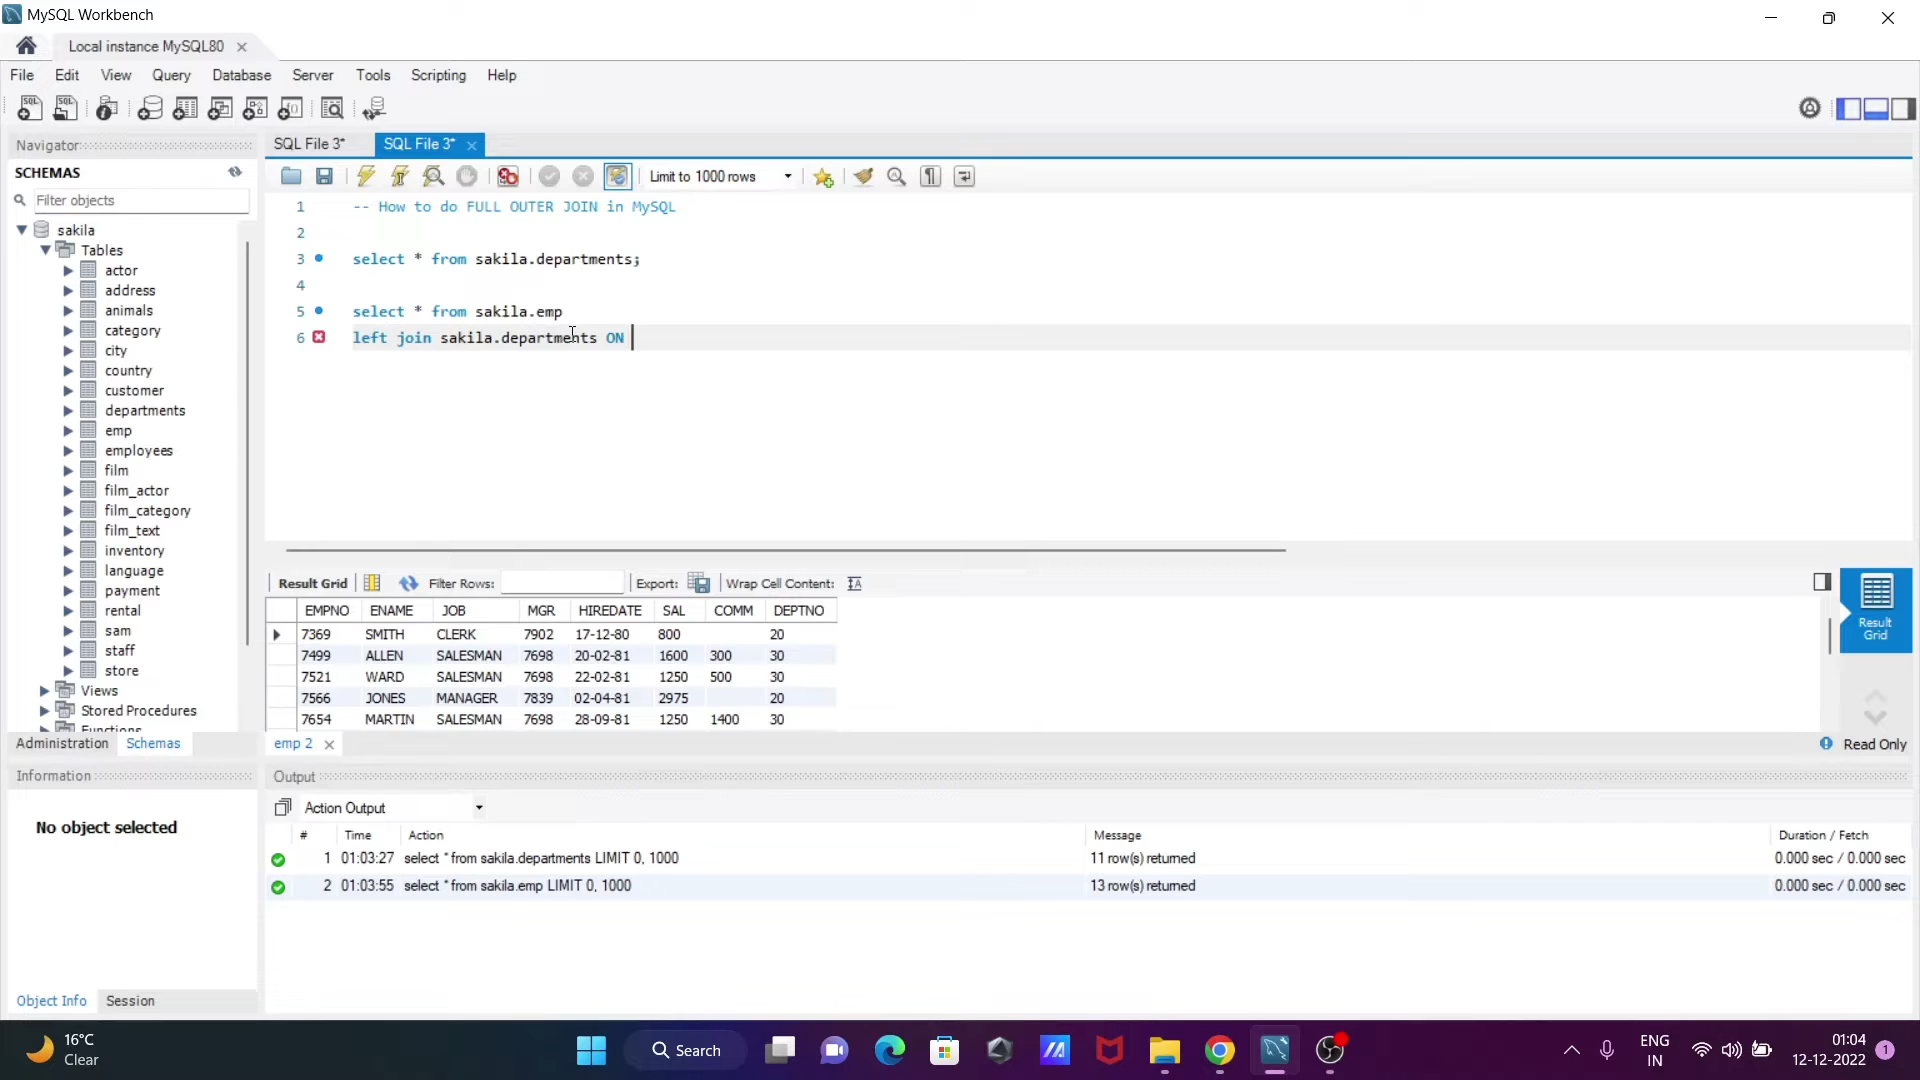 MySQL Workbench
Local instance MySQL80
File Edit View Query Database Server Tools Scripting Help
Navigator
SCHEMAS
Filter objects
sakila
Tables
actor
address
animals
category
city
country
customer
departments
emp
employees
film
film_actor
film_category
film_text
inventory
language
payment
rental
sam
staff
store
Views
Stored Procedures
Functions
Administration Schemas
Information
No object selected
Object Info Session
SQL File 3* SQL File 3*
Limit to 1000 rows
1 -- How to do FULL OUTER JOIN in MySQL
2
3 select * from sakila.departments;
4
5 select * from sakila.emp
6 left join sakila.departments ON
Result Grid Filter Rows: Export: Wrap Cell Content:
EMPNO ENAME JOB MGR HIREDATE SAL COMM DEPTNO
7369 SMITH CLERK 7902 17-12-80 800 20
7499 ALLEN SALESMAN 7698 20-02-81 1600 300 30
7521 WARD SALESMAN 7698 22-02-81 1250 500 30
7566 JONES MANAGER 7839 02-04-81 2975 20
7654 MARTIN SALESMAN 7698 28-09-81 1250 1400 30
Result
Grid
emp 2
Read Only
Output
Action Output
# Time Action Message Duration / Fetch
1 01:03:27 select * from sakila.departments LIMIT 0, 1000 11 row(s) returned 0.000 sec / 0.000 sec
2 01:03:55 select * from sakila.emp LIMIT 0, 1000 13 row(s) returned 0.000 sec / 0.000 sec
16°C
Clear
Search
ENG
IN
01:04
12-12-2022
1